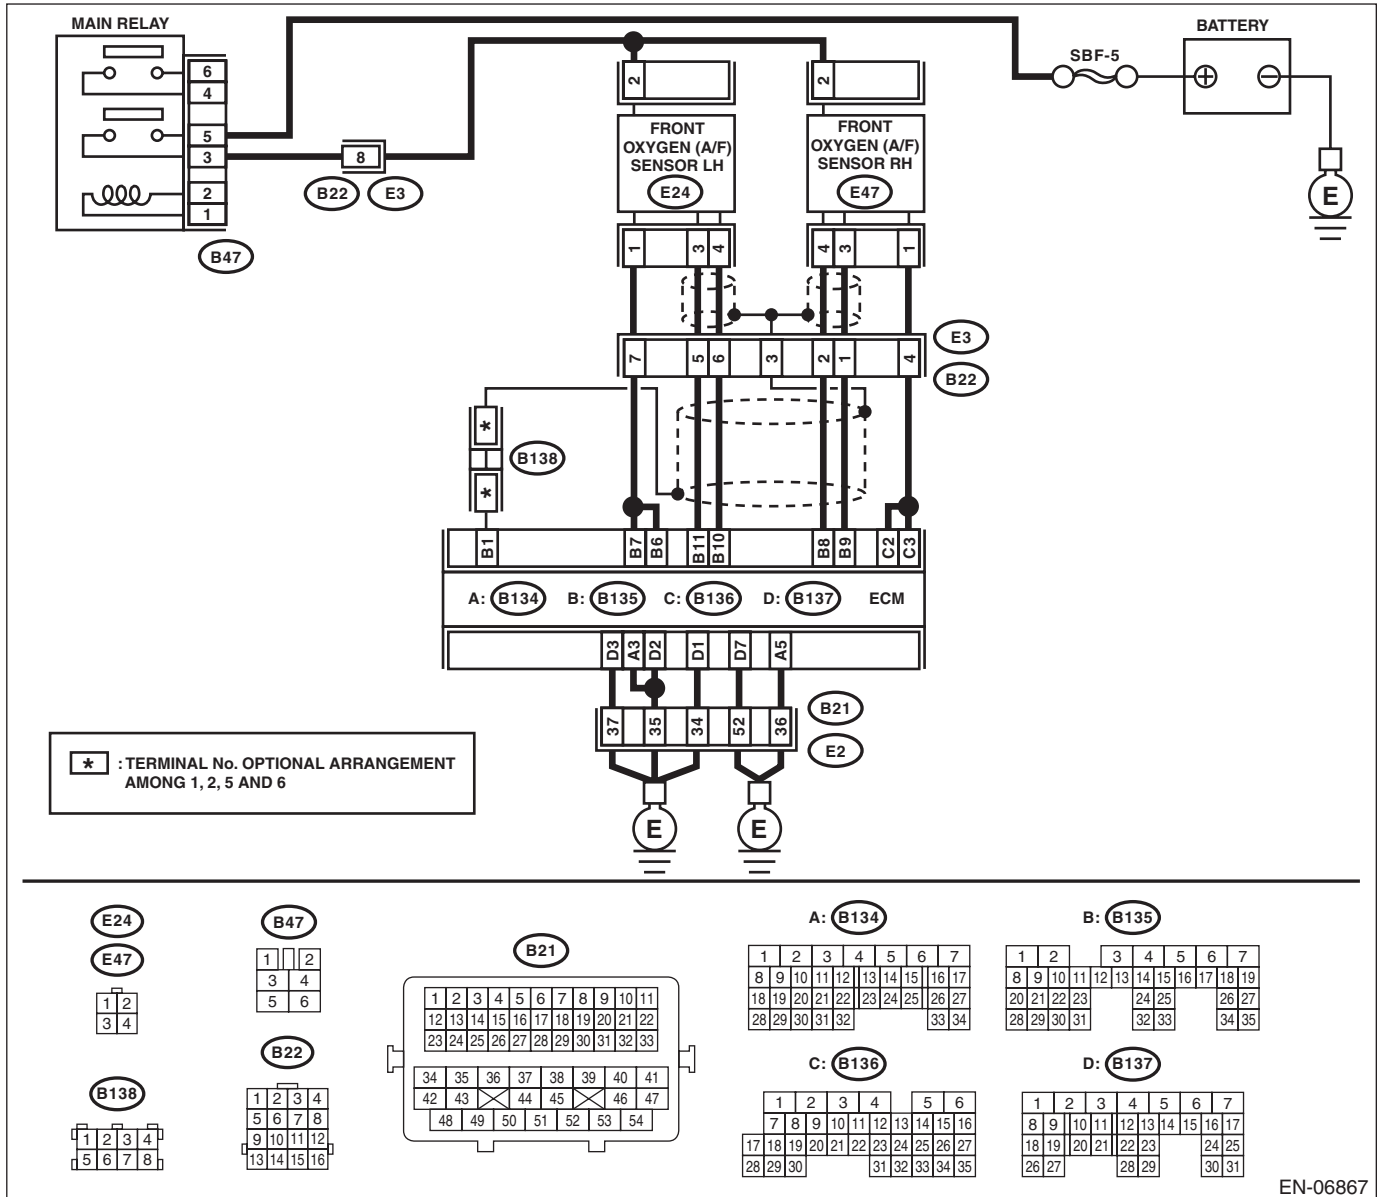 MAIN RELAY
BATTERY
SBF-5
6
4
5
3
2
1
8
B22 E3
B47
2
2
FRONT OXYGEN (A/F) SENSOR LH
E24
FRONT OXYGEN (A/F) SENSOR RH
E47
E
1 3 4
4 3 1
7 5 6 3 2 1 4
E3
B22
*
*
B138
B1 B7 B6 B11 B10 B8 B9 C2 C3
A: B134 B: B135 C: B136 D: B137 ECM
D3 A3 D2 D1 D7 A5
37 35 34 52 36
B21
E2
* : TERMINAL No. OPTIONAL ARRANGEMENT
AMONG 1, 2, 5 AND 6
E E
E24
E47
1 2
3 4
B138
1 2 3 4
5 6 7 8
B47
1 2
3 4
5 6
B22
1 2 3 4
5 6 7 8
9 10 11 12
13 14 15 16
B21
1 2 3 4 5 6 7 8 9 10 11
12 13 14 15 16 17 18 19 20 21 22
23 24 25 26 27 28 29 30 31 32 33
34 35 36 37 38 39 40 41
42 43 44 45 46 47
48 49 50 51 52 53 54
A: B134
1 2 3 4 5 6 7
8 9 10 11 12 13 14 15 16 17
18 19 20 21 22 23 24 25 26 27
28 29 30 31 32 33 34
B: B135
1 2 3 4 5 6 7
8 9 10 11 12 13 14 15 16 17 18 19
20 21 22 23 24 25 26 27
28 29 30 31 32 33 34 35
C: B136
1 2 3 4 5 6
7 8 9 10 11 12 13 14 15 16
17 18 19 20 21 22 23 24 25 26 27
28 29 30 31 32 33 34 35
D: B137
1 2 3 4 5 6 7
8 9 10 11 12 13 14 15 16 17
18 19 20 21 22 23 24 25
26 27 28 29 30 31
EN-06867